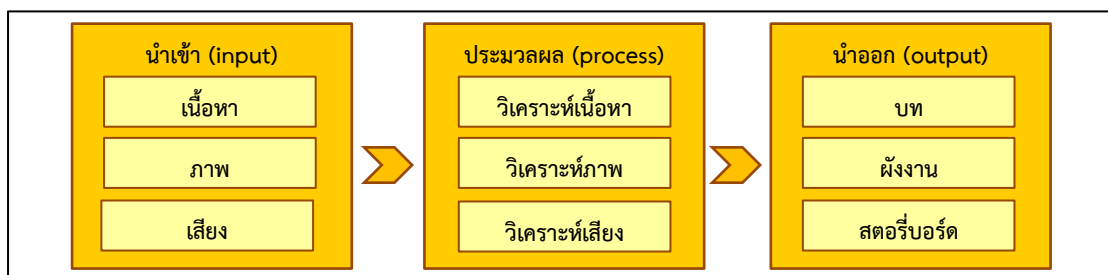 นำเข้า (input)
เนื้อหา
ภาพ
เสียง
ประมวลผล (process)
วิเคราะห์เนื้อหา
วิเคราะห์ภาพ
วิเคราะห์เสียง
นำออก (output)
บท
ผังงาน
สตอรี่บอร์ด